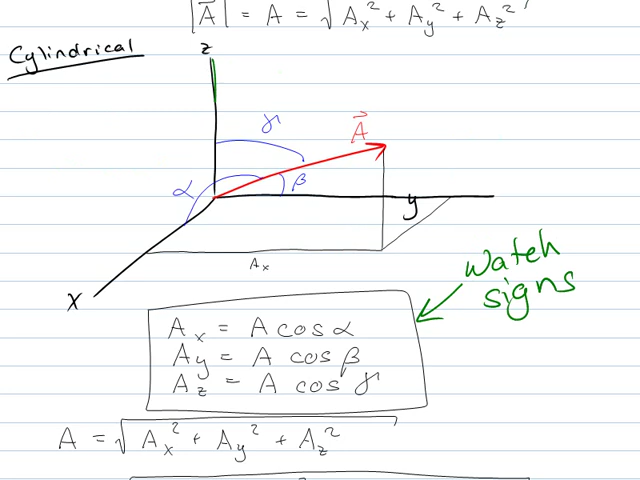 |A⃗| = A = √Ax² + Ay² + Az²
Cylindrical
z
γ
A⃗
α
β
y
Ax
x
watch
signs
Ax = A cos α
Ay = A cos β
Az = A cos γ
A = √Ax² + Ay² + Az²